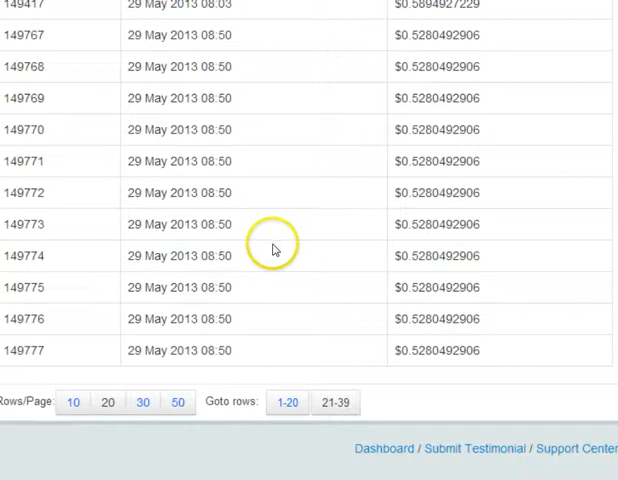 149417 29 May 2013 08:03 $0.5894927229
149767 29 May 2013 08:50 $0.5280492906
149768 29 May 2013 08:50 $0.5280492906
149769 29 May 2013 08:50 $0.5280492906
149770 29 May 2013 08:50 $0.5280492906
149771 29 May 2013 08:50 $0.5280492906
149772 29 May 2013 08:50 $0.5280492906
149773 29 May 2013 08:50 $0.5280492906
149774 29 May 2013 08:50 $0.5280492906
149775 29 May 2013 08:50 $0.5280492906
149776 29 May 2013 08:50 $0.5280492906
149777 29 May 2013 08:50 $0.5280492906
Rows/Page: 10 20 30 50 Goto rows: 1-20 21-39
Dashboard / Submit Testimonial / Support Center